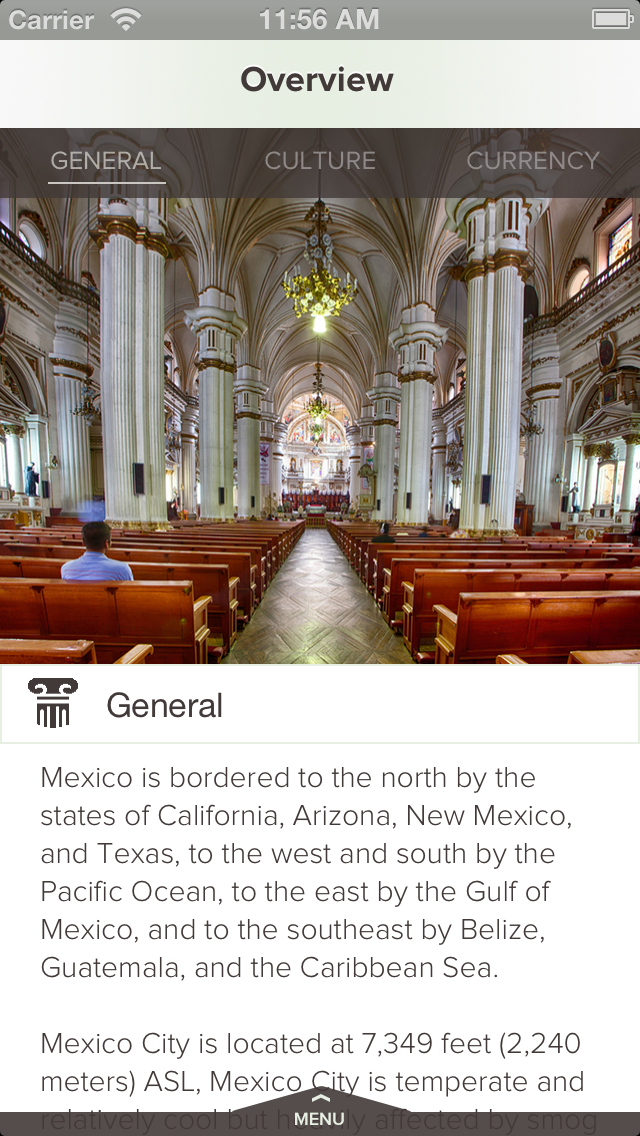 Carrier 11:56 AM
Overview
GENERAL CULTURE CURRENCY
General
Mexico is bordered to the north by the
states of California, Arizona, New Mexico,
and Texas, to the west and south by the
Pacific Ocean, to the east by the Gulf of
Mexico, and to the southeast by Belize,
Guatemala, and the Caribbean Sea.
Mexico City is located at 7,349 feet (2,240
meters) ASL, Mexico City is temperate and
relatively cool but heavily affected by smog
MENU